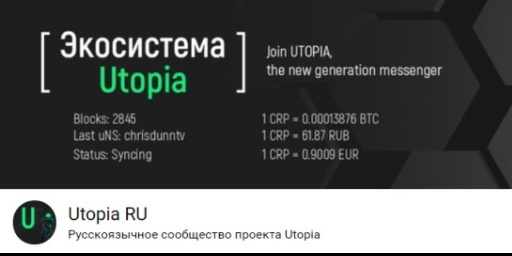 Экосистема
Utopia
Join UTOPIA,
the new generation messenger
Blocks: 2845
Last uNS: chrisdunntv
Status: Syncing
1 CRP = 0.00013876 BTC
1 CRP = 61.87 RUB
1 CRP = 0.9009 EUR
U
Utopia RU
Русскоязычное сообщество проекта Utopia